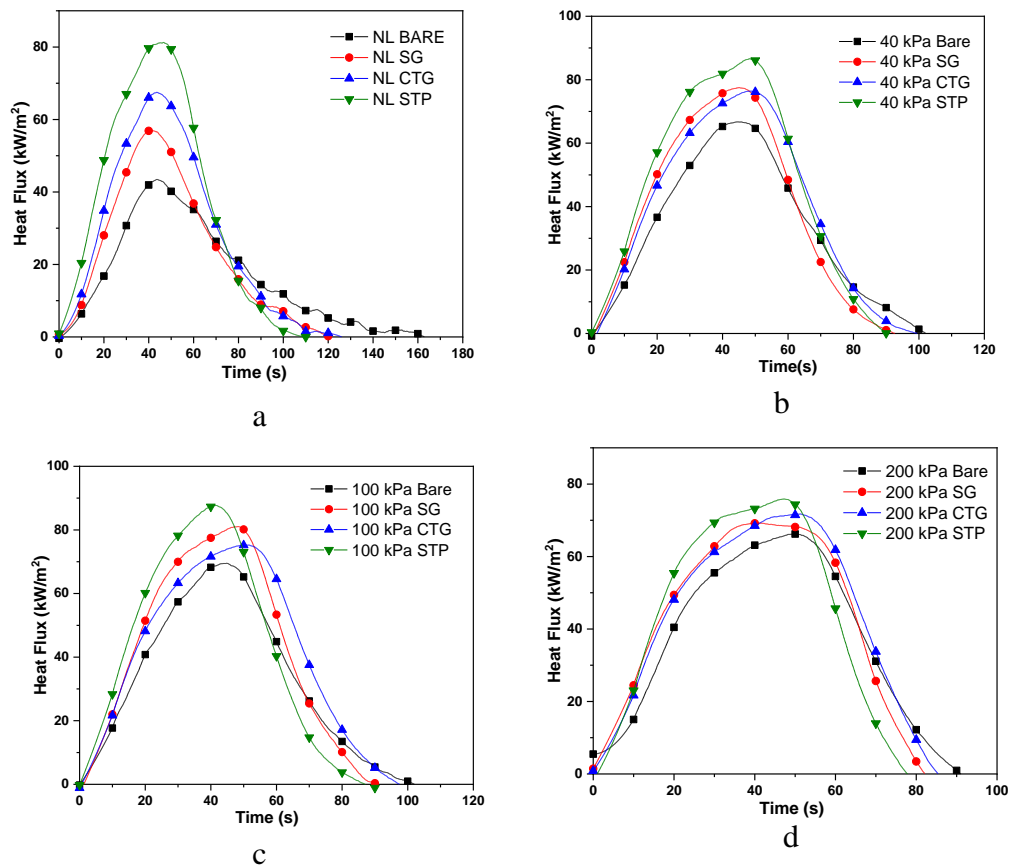 NL BARE
NL SG
NL CTG
NL STP
Heat Flux (kW/m²)
80
60
40
20
0
0 20 40 60 80 100 120 140 160 180
Time (s)
a
40 kPa Bare
40 kPa SG
40 kPa CTG
40 kPa STP
Heat Flux (kW/m²)
100
80
60
40
20
0
0 20 40 60 80 100 120
Time(s)
b
100 kPa Bare
100 kPa SG
100 kPa CTG
100 kPa STP
Heat Flux (kW/m²)
100
80
60
40
20
0
0 20 40 60 80 100 120
Time (s)
c
200 kPa Bare
200 kPa SG
200 kPa CTG
200 kPa STP
Heat Flux (kW/m²)
80
60
40
20
0
0 20 40 60 80 100
Time (s)
d